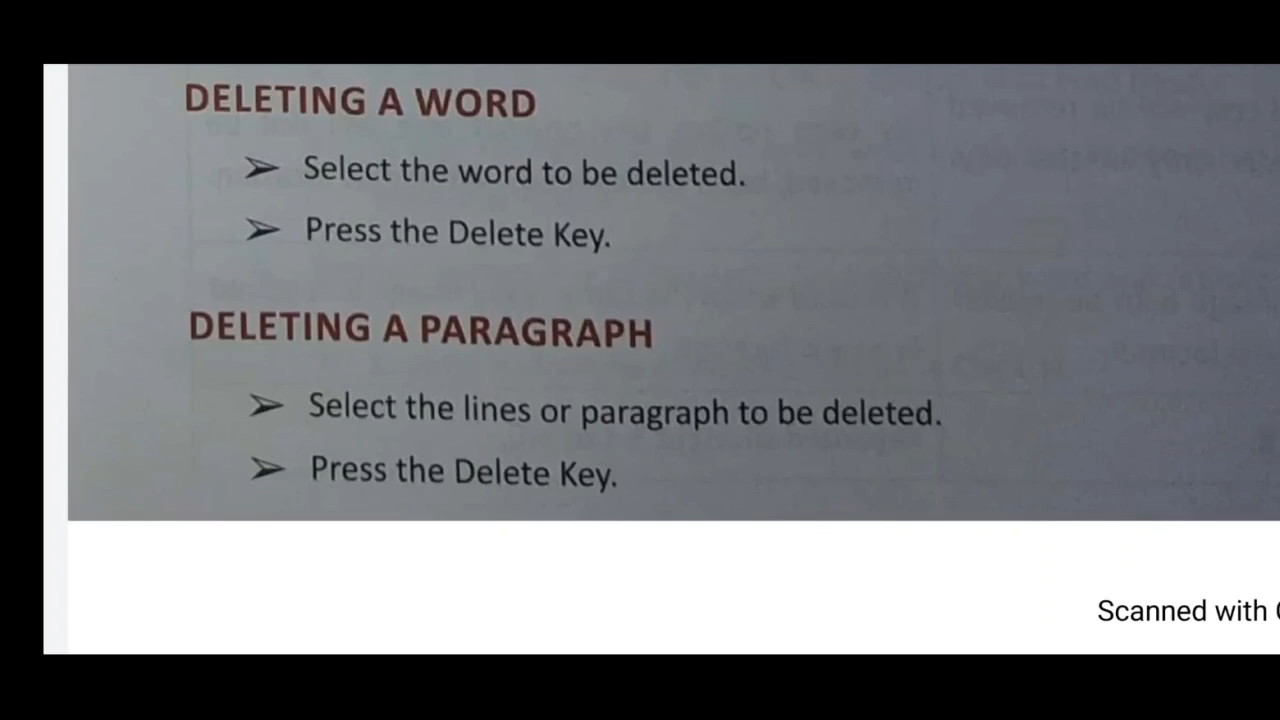 DELETING A WORD
➢ Select the word to be deleted.
➢ Press the Delete Key.
DELETING A PARAGRAPH
➢ Select the lines or paragraph to be deleted.
➢ Press the Delete Key.
Scanned with